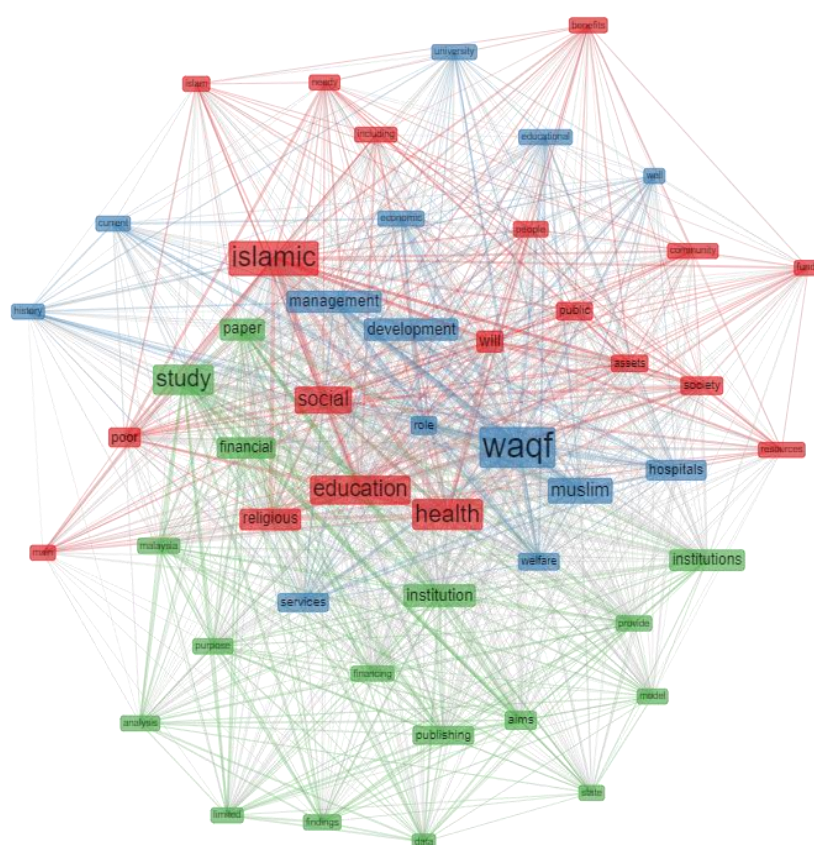 benefits
university
islam
needy
including
educational
well
current
economic
people
community
islamic
fund
management
history
public
paper
development
will
assets
study
society
social
role
poor
financial
waqf
resources
hospitals
education
muslim
health
religious
main
malaysia
institutions
welfare
institution
services
provide
purpose
financing
model
analysis
aims
publishing
state
limited
findings
data